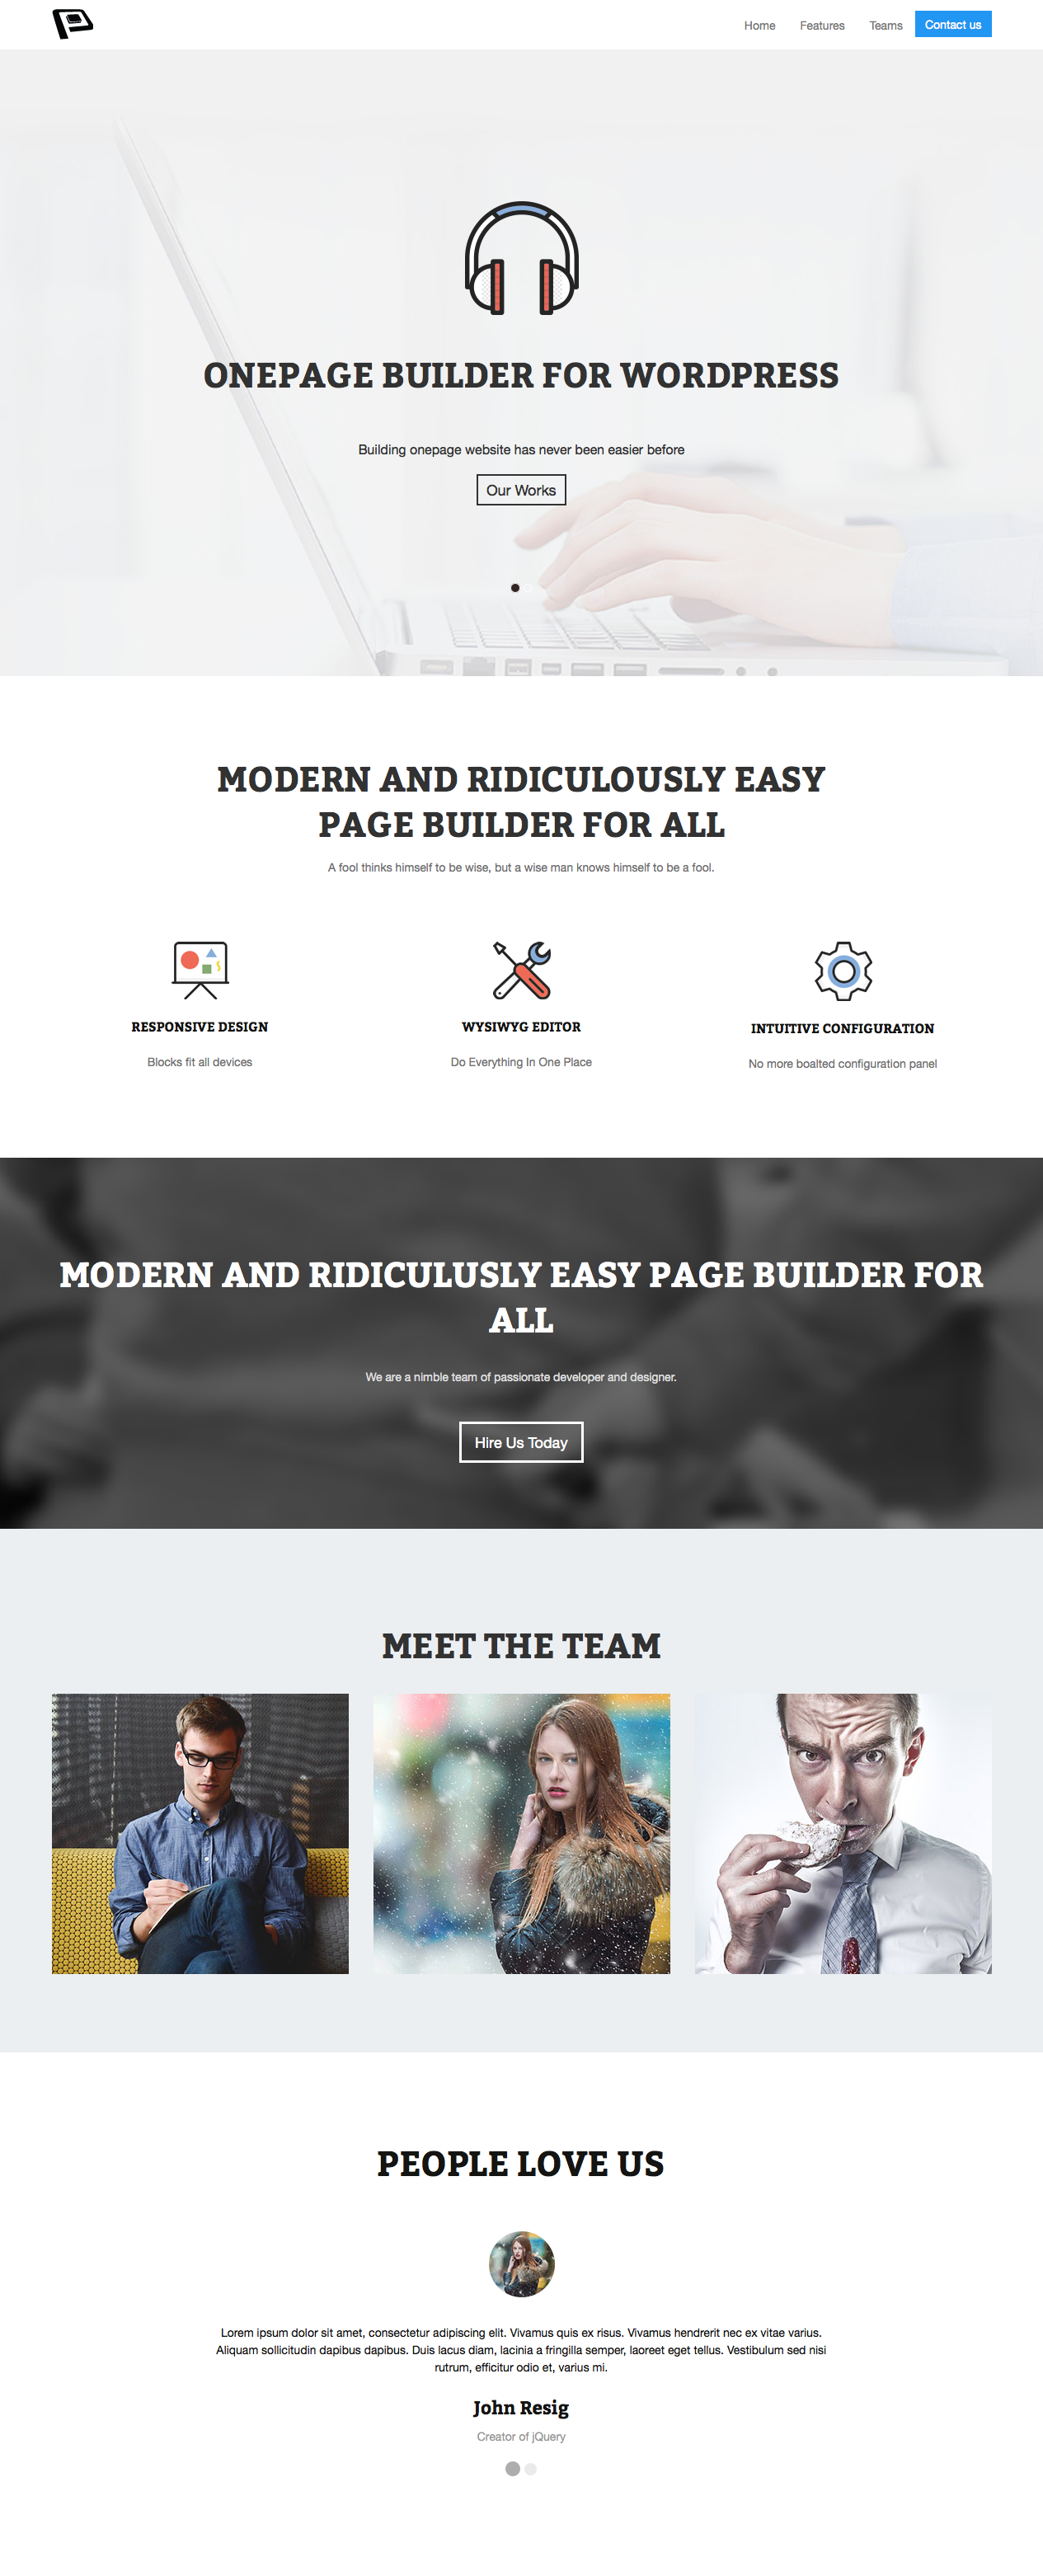 Home Features Teams Contact us
ONEPAGE BUILDER FOR WORDPRESS
Building onepage website has never been easier before
Our Works
MODERN AND RIDICULOUSLY EASY
PAGE BUILDER FOR ALL
A fool thinks himself to be wise, but a wise man knows himself to be a fool.
RESPONSIVE DESIGN
Blocks fit all devices
WYSIWYG EDITOR
Do Everything In One Place
INTUITIVE CONFIGURATION
No more boalted configuration panel
MODERN AND RIDICULUSLY EASY PAGE BUILDER FOR
ALL
We are a nimble team of passionate developer and designer.
Hire Us Today
MEET THE TEAM
PEOPLE LOVE US
Lorem ipsum dolor sit amet, consectetur adipiscing elit. Vivamus quis ex risus. Vivamus hendrerit nec ex vitae varius.
Aliquam sollicitudin dapibus dapibus. Duis lacus diam, lacinia a fringilla semper, laoreet eget tellus. Vestibulum sed nisi
rutrum, efficitur odio et, varius mi.
John Resig
Creator of jQuery